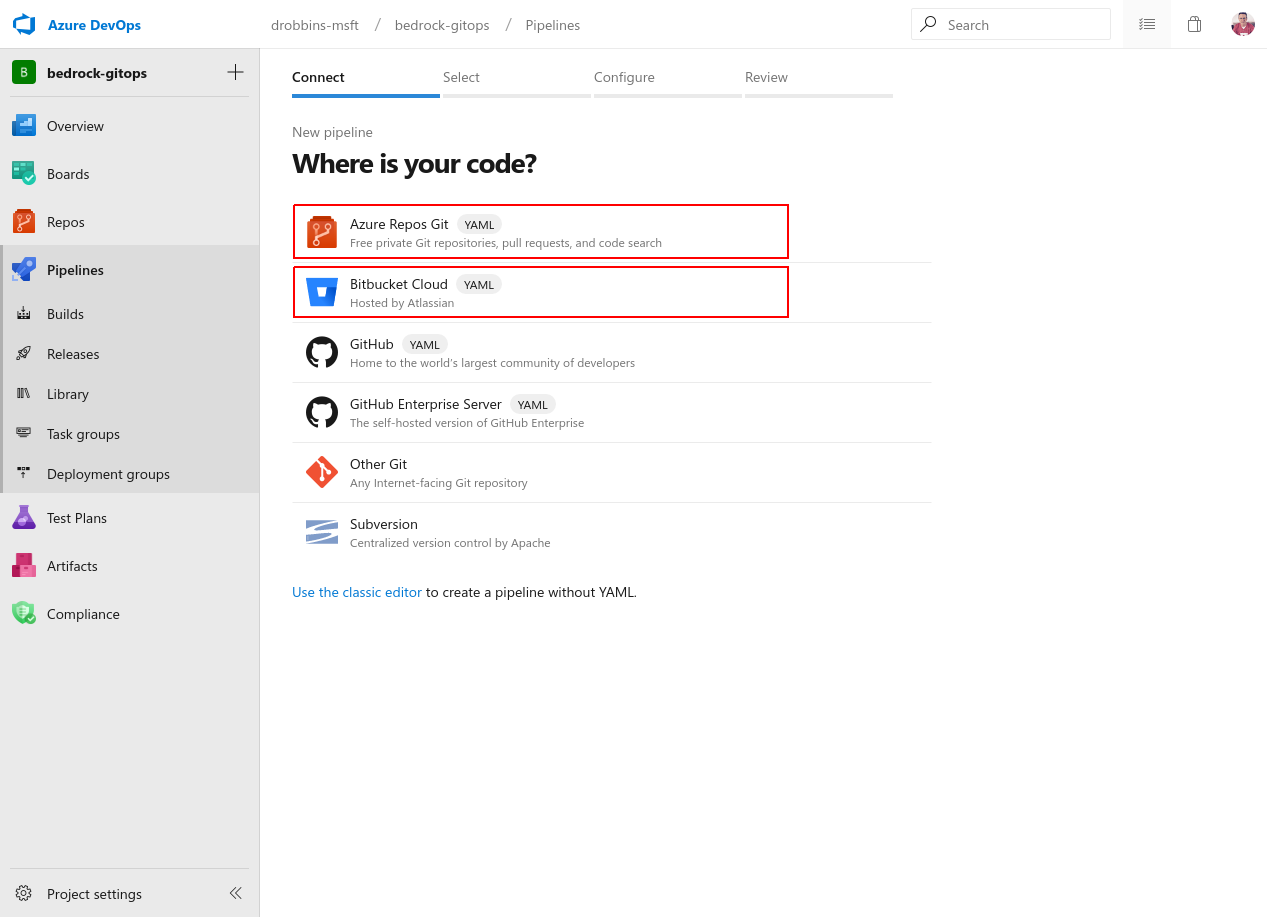 Azure DevOps
drobbins-msft / bedrock-gitops / Pipelines
Search
B bedrock-gitops
Overview
Boards
Repos
Pipelines
Builds
Releases
Library
Task groups
Deployment groups
Test Plans
Artifacts
Compliance
Project settings
Connect Select Configure Review
New pipeline
Where is your code?
Azure Repos Git YAML
Free private Git repositories, pull requests, and code search
Bitbucket Cloud YAML
Hosted by Atlassian
GitHub YAML
Home to the world's largest community of developers
GitHub Enterprise Server YAML
The self-hosted version of GitHub Enterprise
Other Git
Any Internet-facing Git repository
Subversion
Centralized version control by Apache
Use the classic editor to create a pipeline without YAML.